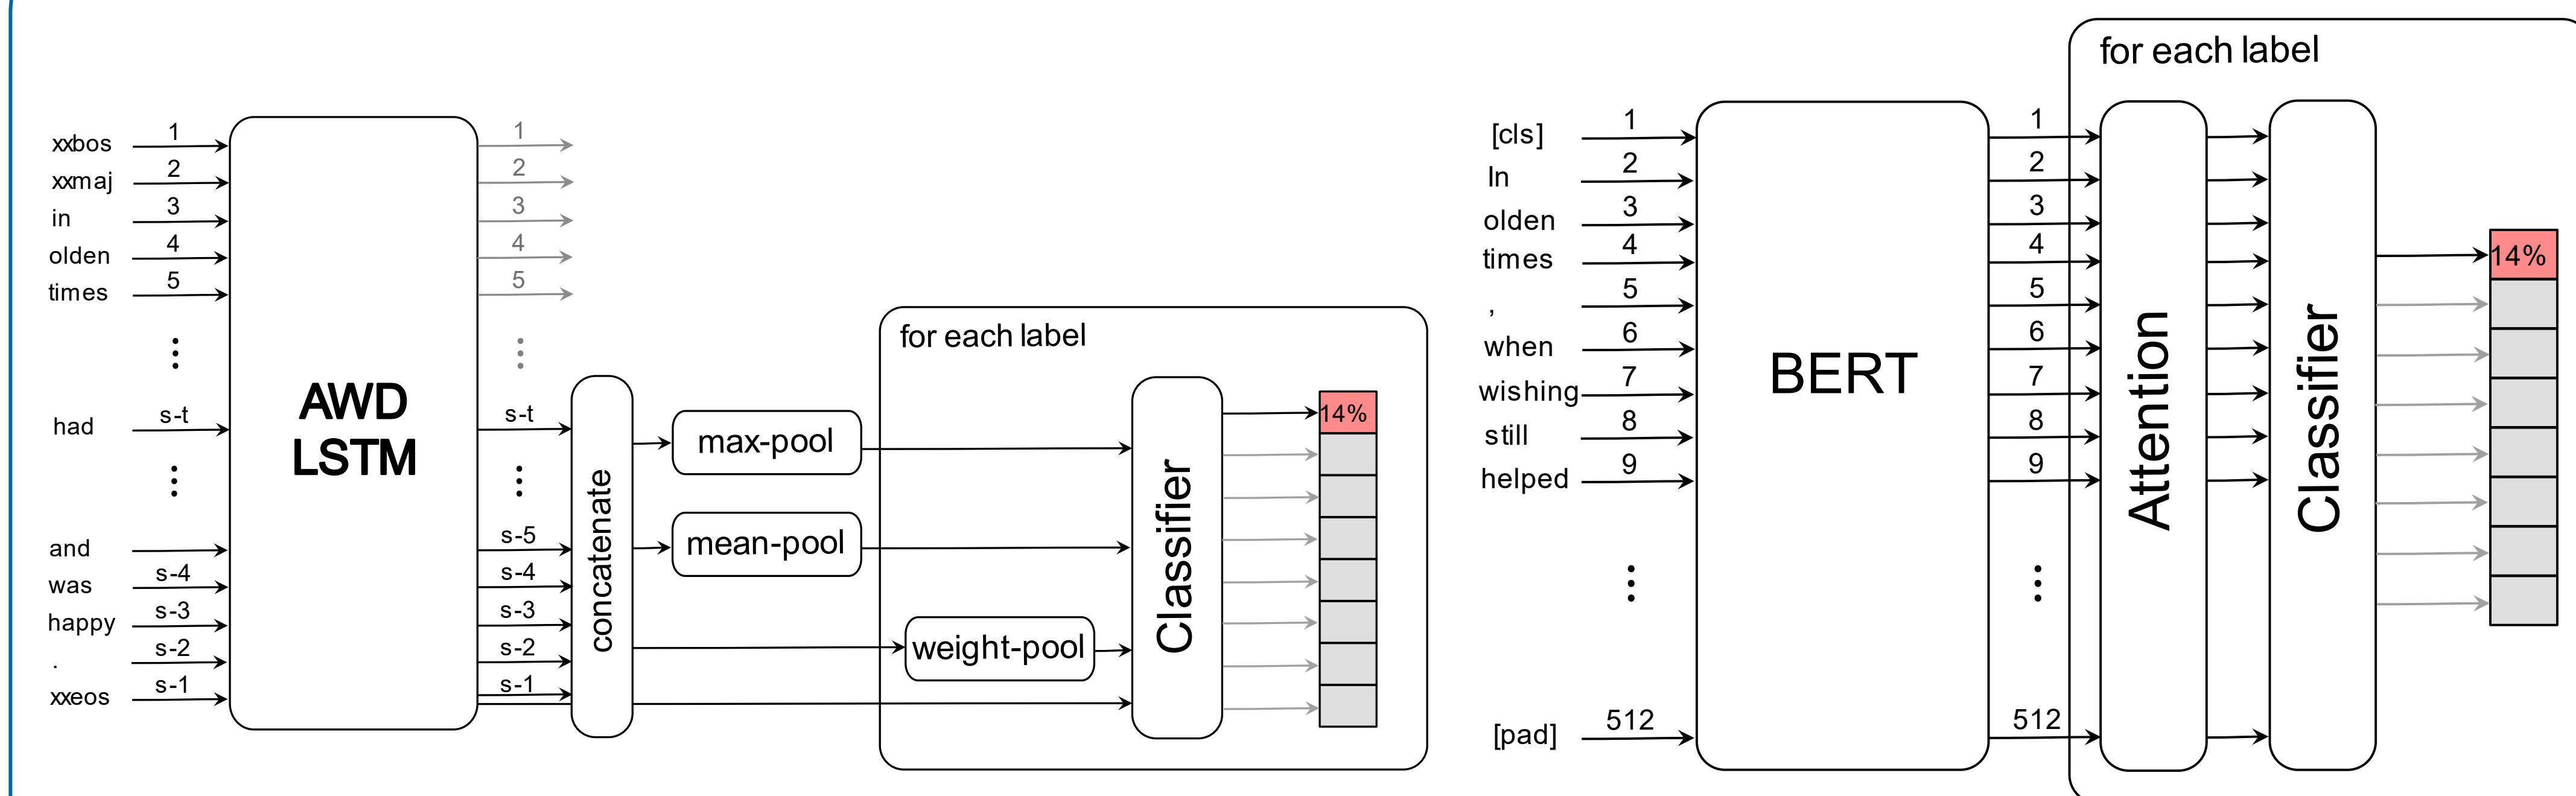 xxbos 1 1
xxmaj 2 2
in 3 3
olden 4 4
times 5 5
had s-t s-t
and s-5
was s-4 s-4
happy s-3 s-3
. s-2 s-2
xxeos s-1 s-1
AWD
LSTM
concatenate
max-pool
mean-pool
for each label
weight-pool
Classifier
14%
[cls] 1 1
In 2 2
olden 3 3
times 4 4
, 5 5
when 6 6
wishing 7 7
still 8 8
helped 9 9
[pad] 512 512
BERT
for each label
Attention
Classifier
14%